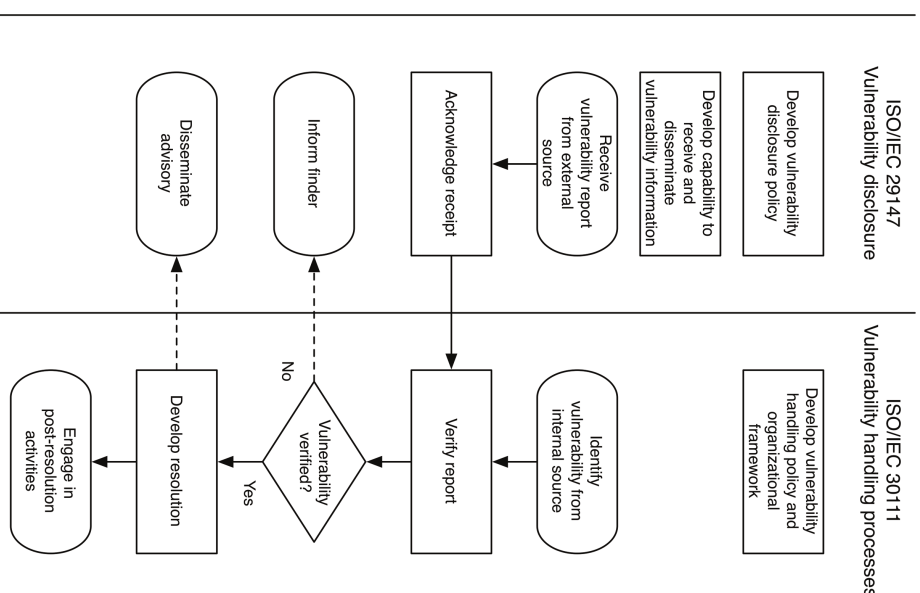 ISO/IEC 29147
Vulnerability disclosure
ISO/IEC 30111
Vulnerability handling processes
Develop vulnerability
disclosure policy
Develop vulnerability
handling policy and
organizational
framework
Develop capability to
receive and
disseminate
vulnerability information
Receive
vulnerability report
from external
source
Identify
vulnerability from
internal source
Acknowledge receipt
Verify report
Inform finder
Vulnerability
verified?
No
Yes
Disseminate
advisory
Develop resolution
Engage in
post-resolution
activities